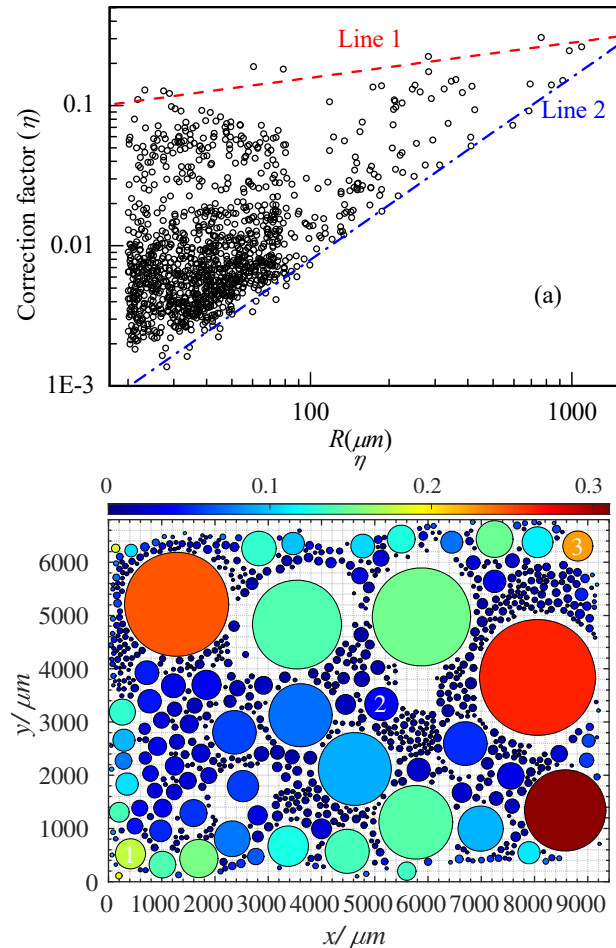 Line 1
0.1
Line 2
Correction factor (η)
0.01
(a)
1E-3
100
1000
R(μm)
η
0
0.1
0.2
0.3
6000
3
5000
4000
y/ μm
3000
2
2000
1000
1
0
0 1000 2000 3000 4000 5000 6000 7000 8000 9000
x/ μm